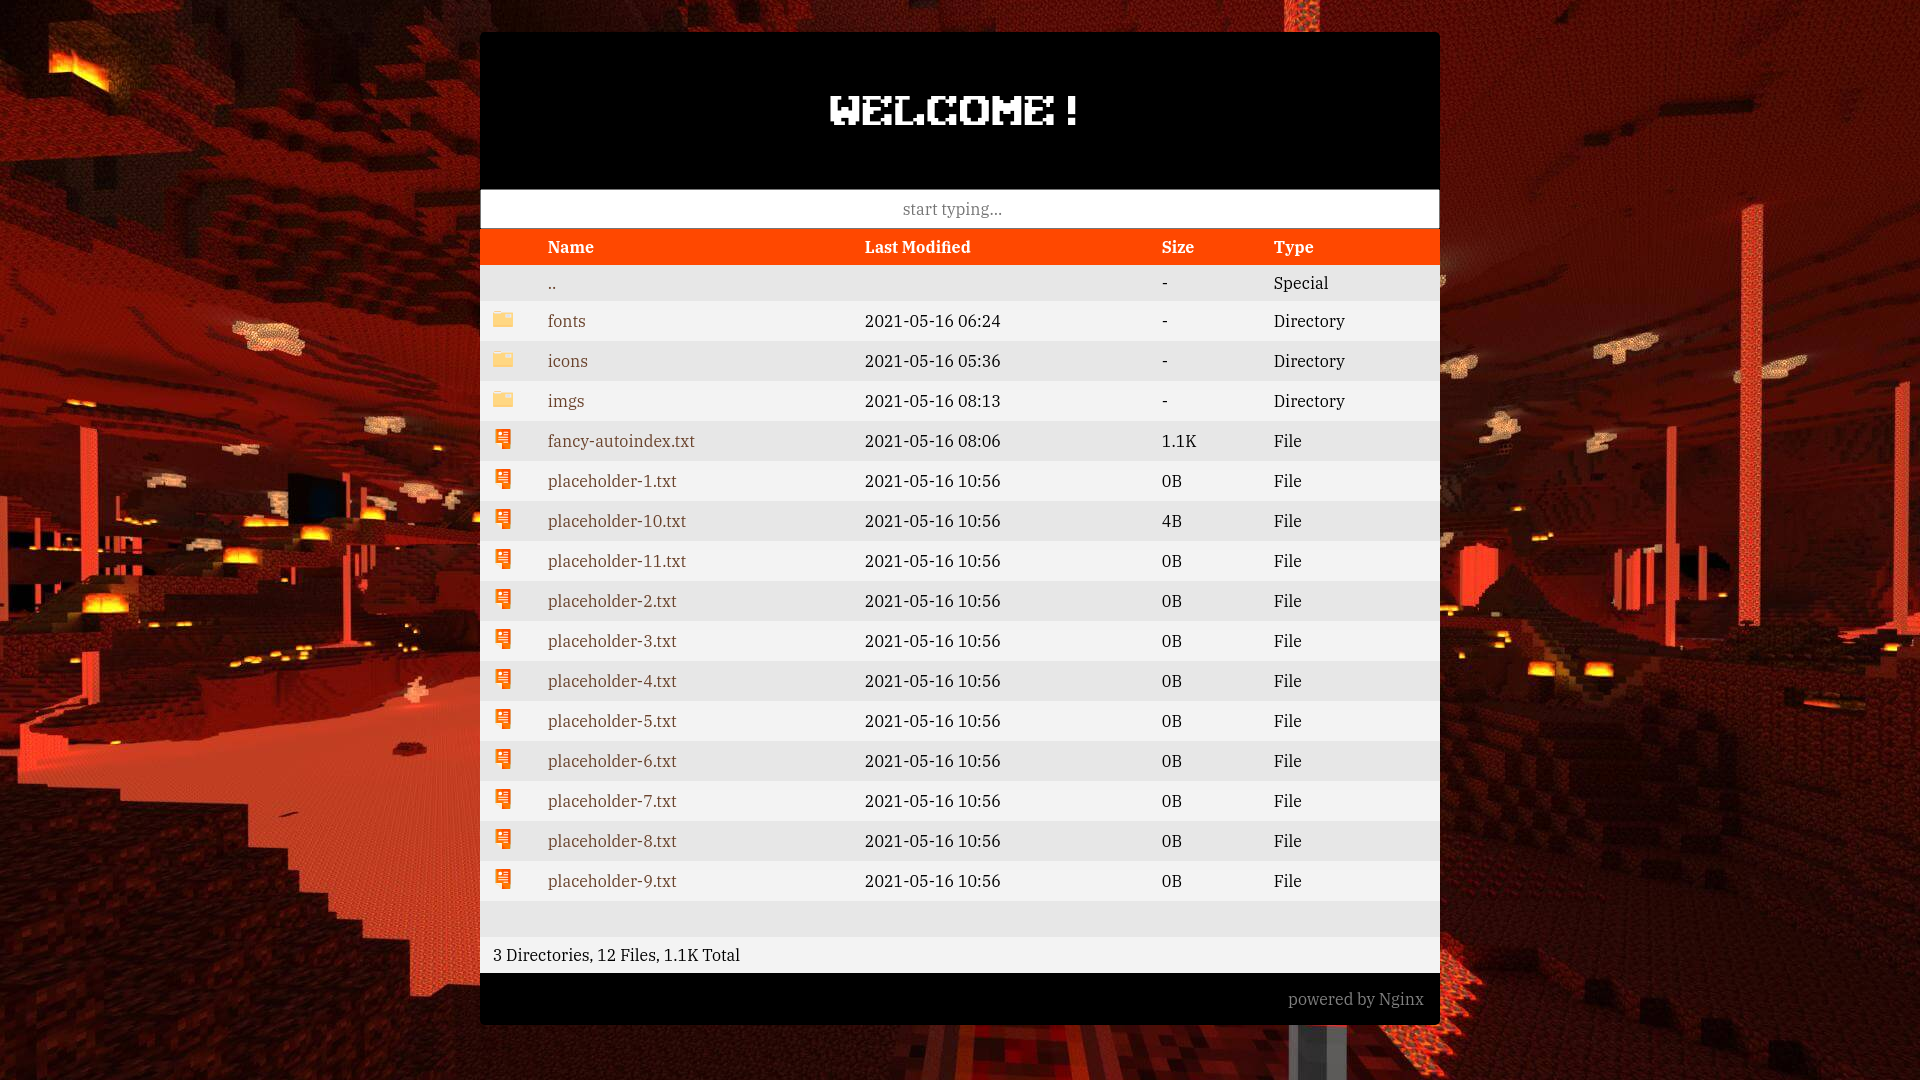 WELCOME!
start typing...
Name Last Modified Size Type
.. - Special
fonts 2021-05-16 06:24 - Directory
icons 2021-05-16 05:36 - Directory
imgs 2021-05-16 08:13 - Directory
fancy-autoindex.txt 2021-05-16 08:06 1.1K File
placeholder-1.txt 2021-05-16 10:56 0B File
placeholder-10.txt 2021-05-16 10:56 4B File
placeholder-11.txt 2021-05-16 10:56 0B File
placeholder-2.txt 2021-05-16 10:56 0B File
placeholder-3.txt 2021-05-16 10:56 0B File
placeholder-4.txt 2021-05-16 10:56 0B File
placeholder-5.txt 2021-05-16 10:56 0B File
placeholder-6.txt 2021-05-16 10:56 0B File
placeholder-7.txt 2021-05-16 10:56 0B File
placeholder-8.txt 2021-05-16 10:56 0B File
placeholder-9.txt 2021-05-16 10:56 0B File
3 Directories, 12 Files, 1.1K Total
powered by Nginx